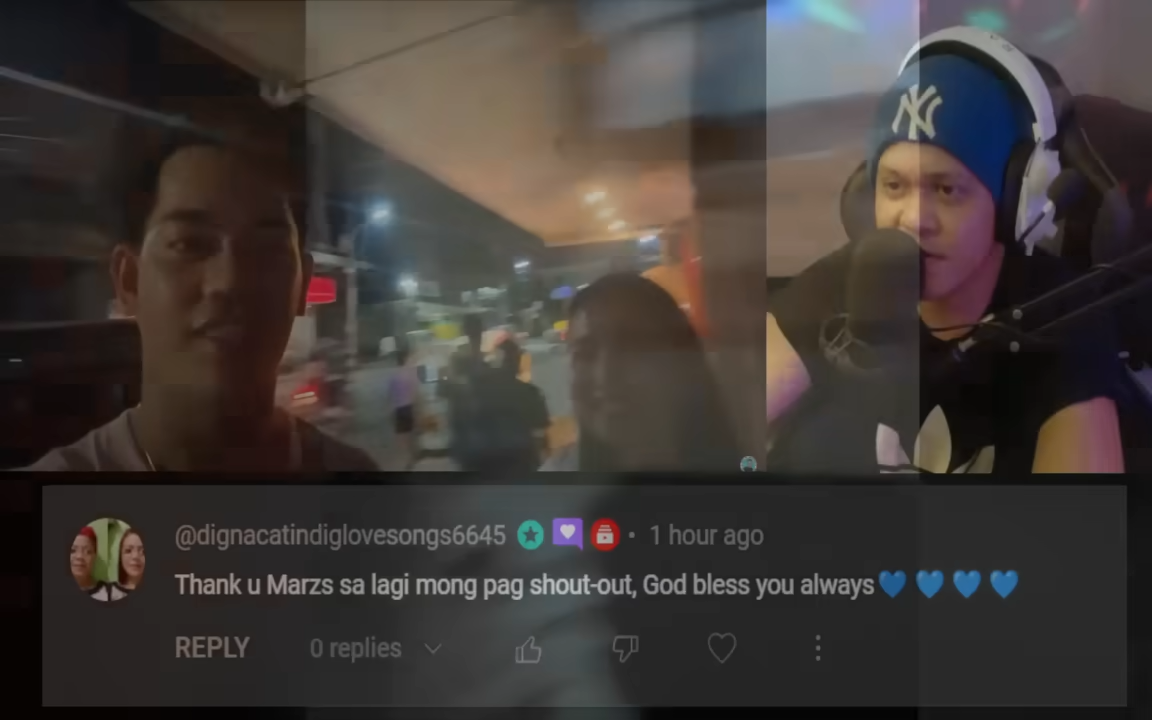 NY
@dignacatindiglovesongs6645 • 1 hour ago
Thank u Marzs sa lagi mong pag shout-out, God bless you always💙💙💙💙
REPLY 0 replies